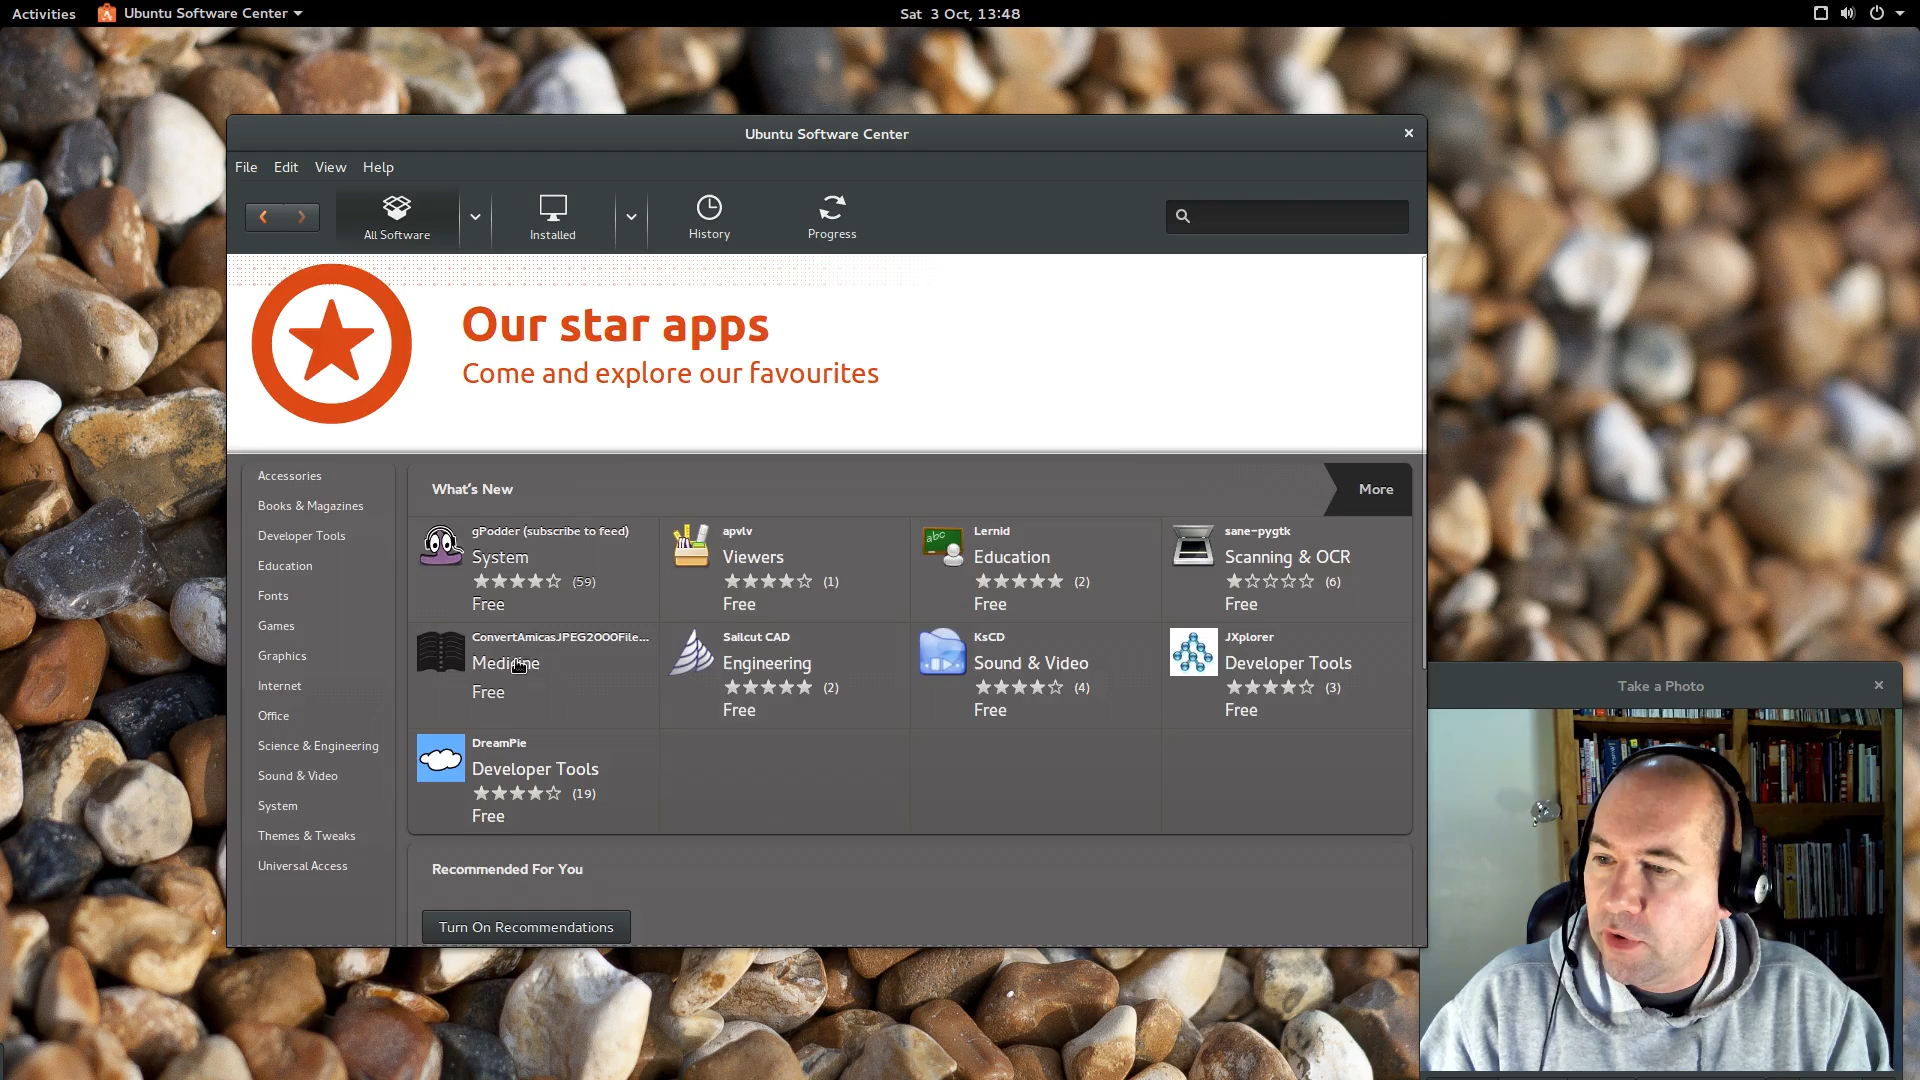 Activities
Ubuntu Software Center
Sat 3 Oct, 13:48
Ubuntu Software Center
File Edit View Help
All Software
Installed
History
Progress
Our star apps
Come and explore our favourites
Accessories
Books & Magazines
Developer Tools
Education
Fonts
Games
Graphics
Internet
Office
Science & Engineering
Sound & Video
System
Themes & Tweaks
Universal Access
What's New
More
gPodder (subscribe to feed)
System
(59)
Free
apvlv
Viewers
(1)
Free
Lernid
abc
Education
(2)
Free
sane-pygtk
Scanning & OCR
(6)
Free
ConvertAmicasJPEG2000File...
Medicine
Free
Sailcut CAD
Engineering
(2)
Free
KsCD
Sound & Video
(4)
Free
JXplorer
Developer Tools
(3)
Free
DreamPie
Developer Tools
(19)
Free
Recommended For You
Turn On Recommendations
Take a Photo